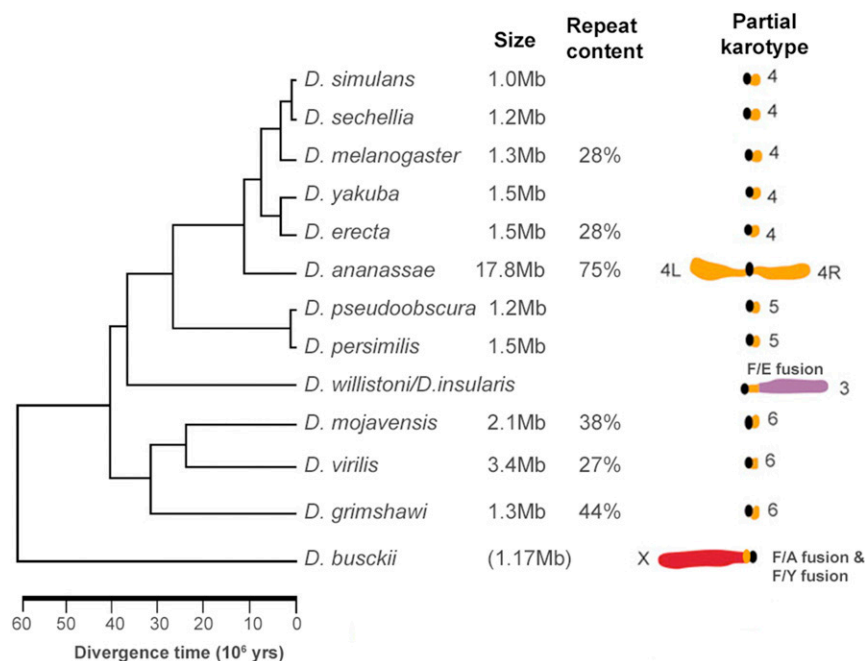 Size Repeat content Partial karotype
D. simulans 1.0Mb 4
D. sechellia 1.2Mb 4
D. melanogaster 1.3Mb 28% 4
D. yakuba 1.5Mb 4
D. erecta 1.5Mb 28% 4
D. ananassae 17.8Mb 75% 4L 4R
D. pseudoobscura 1.2Mb 5
D. persimilis 1.5Mb 5
F/E fusion
D. willistoni/D.insularis 3
D. mojavensis 2.1Mb 38% 6
D. virilis 3.4Mb 27% 6
D. grimshawi 1.3Mb 44% 6
D. busckii (1.17Mb) X F/A fusion &
F/Y fusion
60 50 40 30 20 10 0
Divergence time (10⁶ yrs)